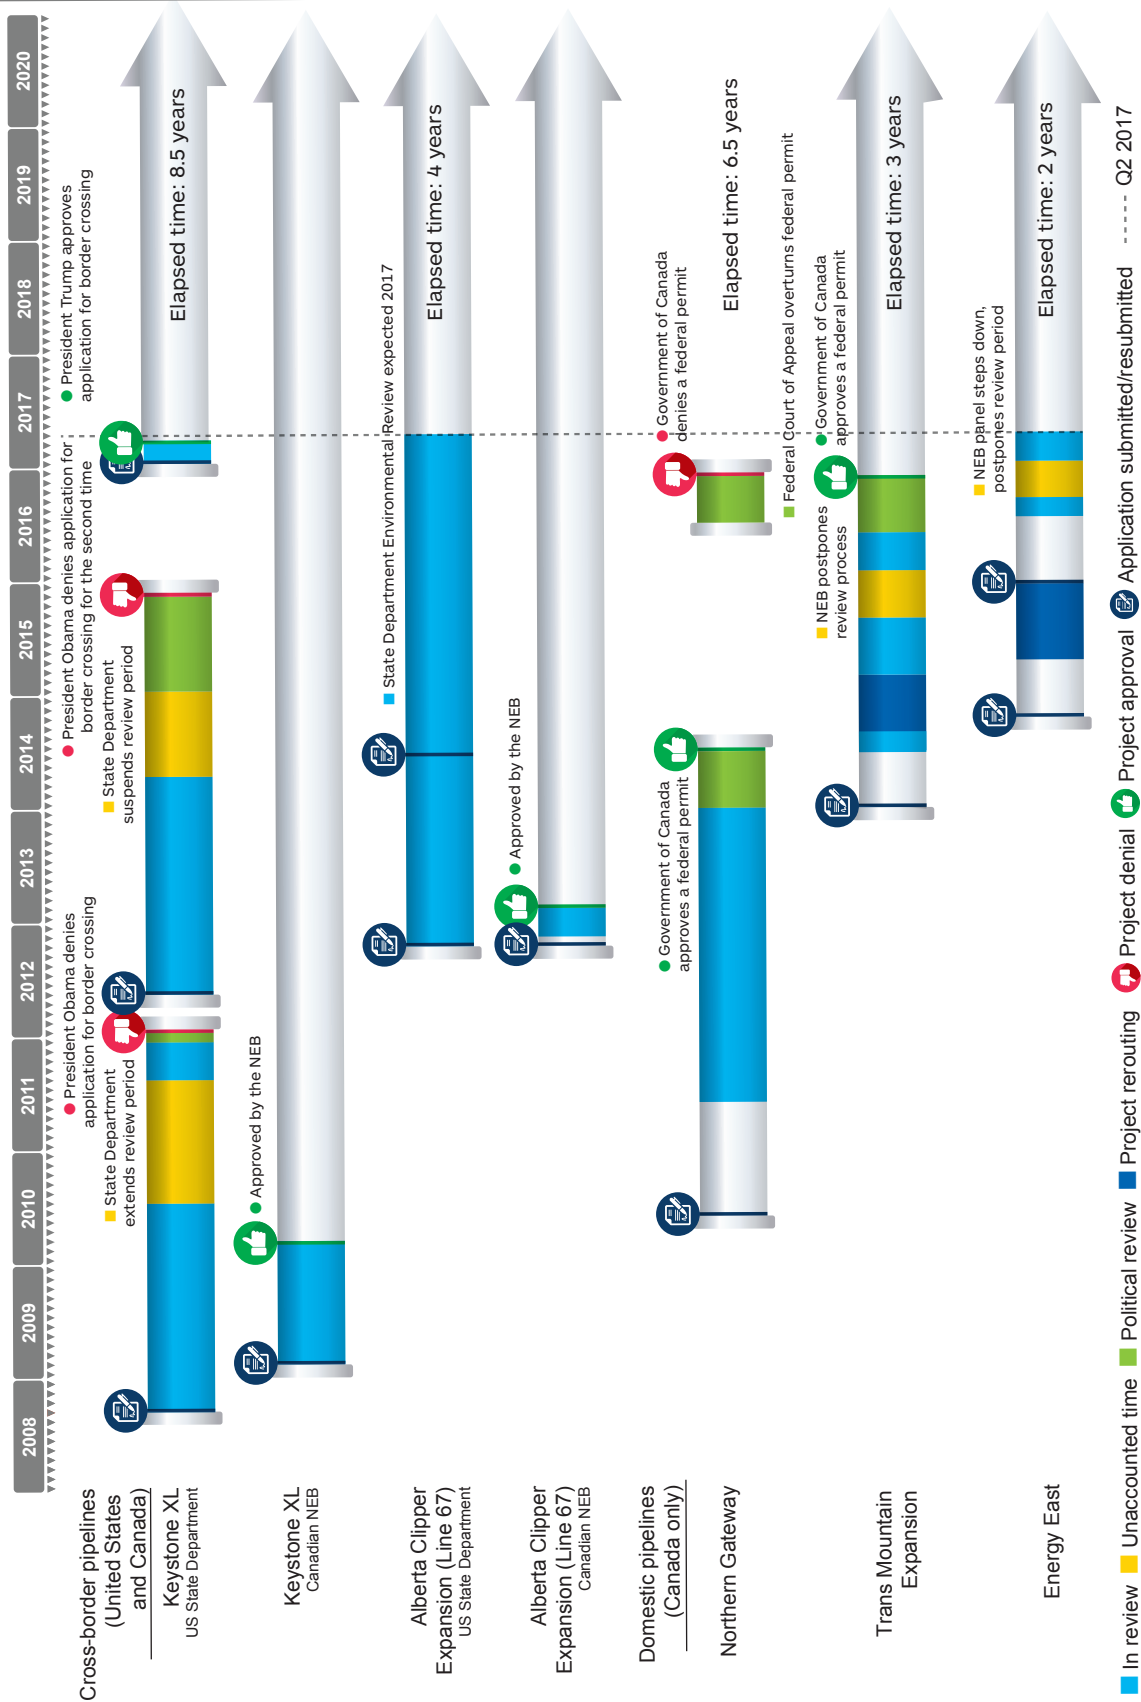 2008 2009 2010 2011 2012 2013 2014 2015 2016 2017 2018 2019 2020
Cross-border pipelines
(United States
and Canada)
Keystone XL
US State Department
State Department
extends review period
President Obama denies
application for border crossing
State Department
suspends review period
President Obama denies application for
border crossing for the second time
President Trump approves
application for border crossing
Elapsed time: 8.5 years
Keystone XL
Canadian NEB
Approved by the NEB
Alberta Clipper
Expansion (Line 67)
US State Department
State Department Environmental Review expected 2017
Elapsed time: 4 years
Alberta Clipper
Expansion (Line 67)
Canadian NEB
Approved by the NEB
Domestic pipelines
(Canada only)
Northern Gateway
Government of Canada
approves a federal permit
Government of Canada
denies a federal permit
Elapsed time: 6.5 years
Federal Court of Appeal overturns federal permit
Trans Mountain
Expansion
NEB postpones
review process
Government of Canada
approves a federal permit
Elapsed time: 3 years
Energy East
NEB panel steps down,
postpones review period
Elapsed time: 2 years
In review Unaccounted time Political review Project rerouting Project denial Project approval Application submitted/resubmitted Q2 2017